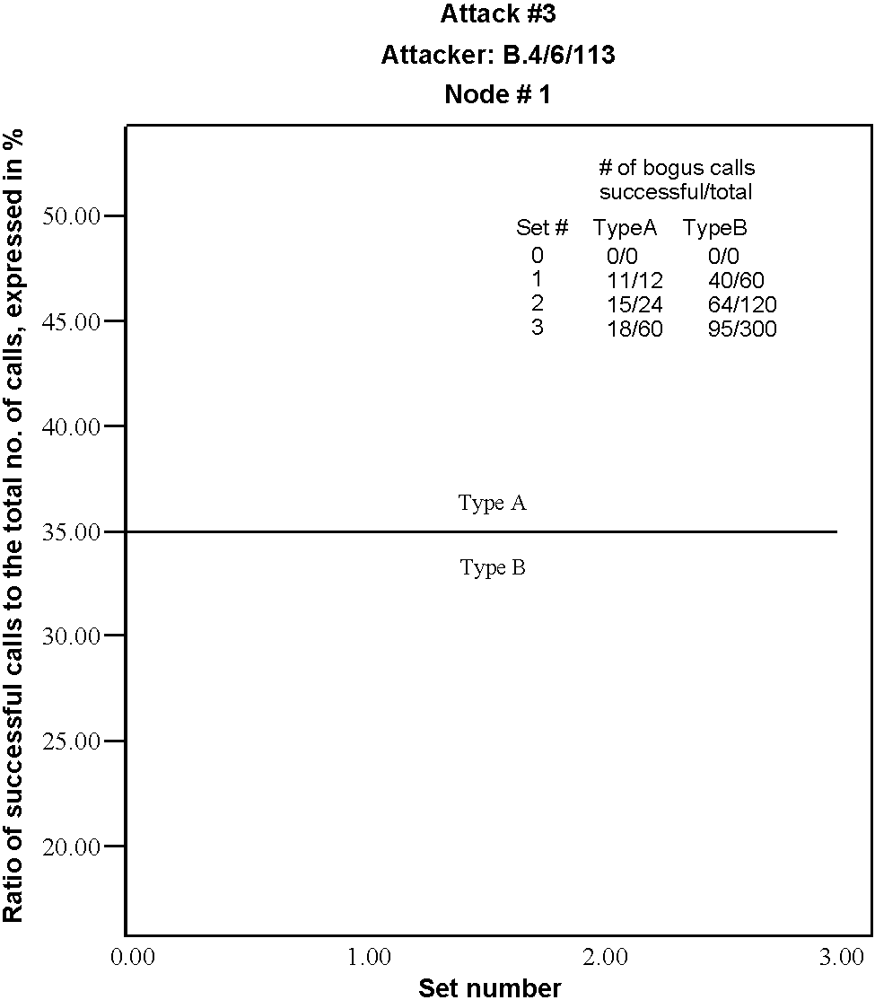 Attack #3
Attacker: B.4/6/113
Node # 1
Ratio of successful calls to the total no. of calls, expressed in %
# of bogus calls
successful/total
Set # TypeA TypeB
0 0/0 0/0
1 11/12 40/60
2 15/24 64/120
3 18/60 95/300
50.00
45.00
40.00
35.00
30.00
25.00
20.00
Type A
Type B
0.00 1.00 2.00 3.00
Set number